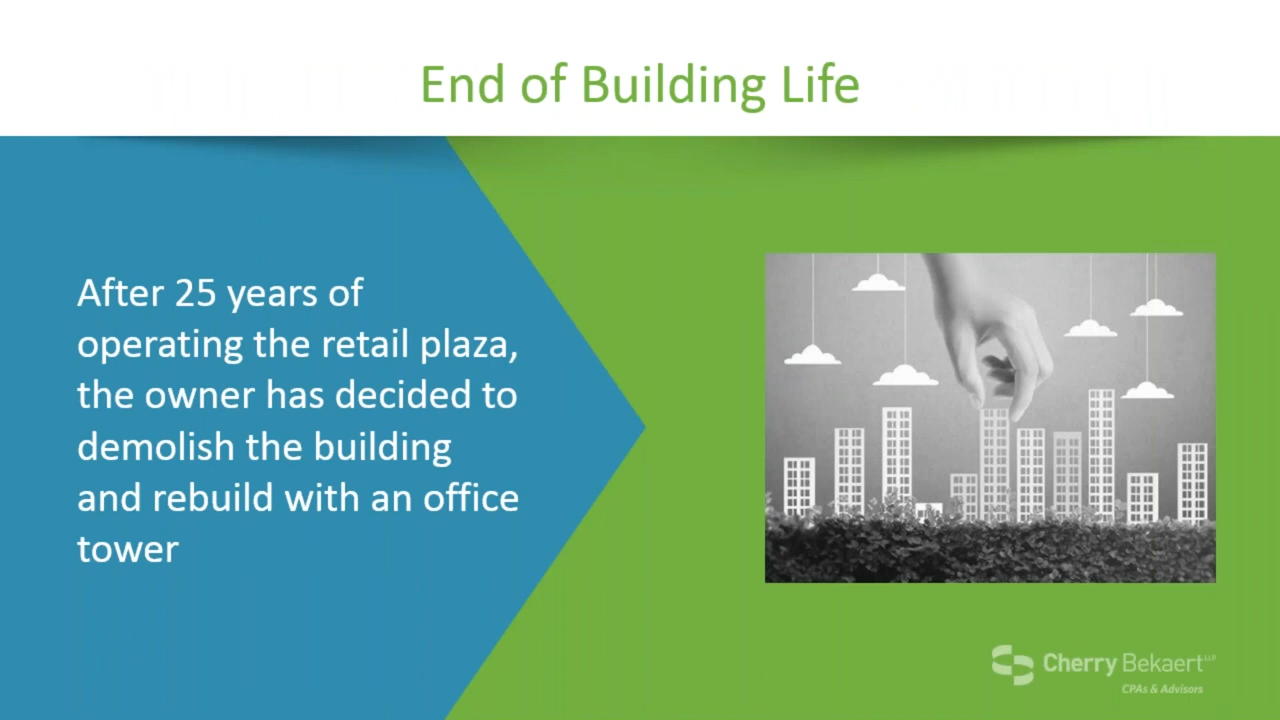 End of Building Life
After 25 years of
operating the retail plaza,
the owner has decided to
demolish the building
and rebuild with an office
tower
Cherry Bekaert LLP
CPAs & Advisors